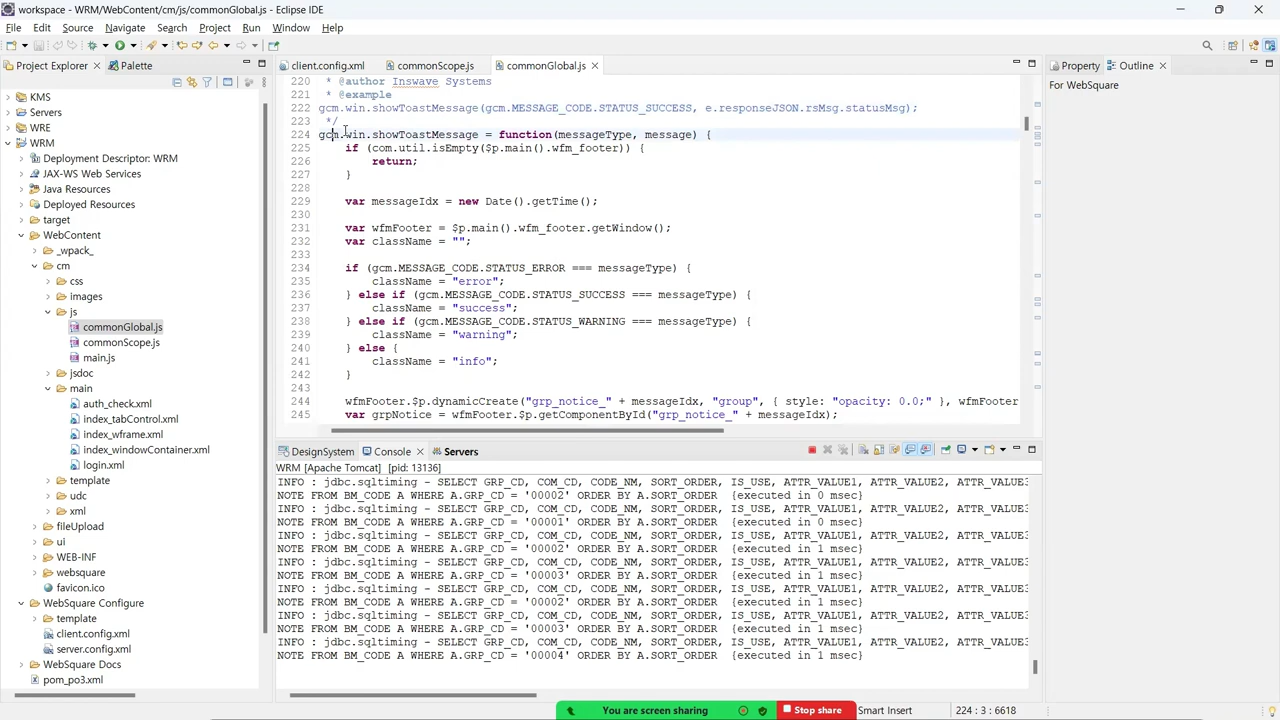 workspace - WRM/WebContent/cm/js/commonGlobal.js - Eclipse IDE
File Edit Source Navigate Search Project Run Window Help
Project Explorer
Palette
client.config.xml
commonScope.js
commonGlobal.js
Property
Outline
For WebSquare
KMS
Servers
WRE
WRM
Deployment Descriptor: WRM
JAX-WS Web Services
Java Resources
Deployed Resources
target
WebContent
_wpack_
cm
css
images
js
commonGlobal.js
commonScope.js
main.js
jsdoc
main
auth_check.xml
index_tabControl.xml
index_wframe.xml
index_windowContainer.xml
login.xml
template
udc
xml
fileUpload
ui
WEB-INF
websquare
favicon.ico
WebSquare Configure
template
client.config.xml
server.config.xml
WebSquare Docs
pom_po3.xml
220 * @author Inswave Systems
221 * @example
222 gcm.win.showToastMessage(gcm.MESSAGE_CODE.STATUS_SUCCESS, e.responseJSON.rsMsg.statusMsg);
223 */
224 gcm.win.showToastMessage = function(messageType, message) {
225 if (com.util.isEmpty($p.main().wfm_footer)) {
226 return;
227 }
228
229 var messageIdx = new Date().getTime();
230
231 var wfmFooter = $p.main().wfm_footer.getWindow();
232 var className = "";
233
234 if (gcm.MESSAGE_CODE.STATUS_ERROR === messageType) {
235 className = "error";
236 } else if (gcm.MESSAGE_CODE.STATUS_SUCCESS === messageType) {
237 className = "success";
238 } else if (gcm.MESSAGE_CODE.STATUS_WARNING === messageType) {
239 className = "warning";
240 } else {
241 className = "info";
242 }
243
244 wfmFooter.$p.dynamicCreate("grp_notice_" + messageIdx, "group", { style: "opacity: 0.0;" }, wfmFooter
245 var grpNotice = wfmFooter.$p.getComponentById("grp_notice_" + messageIdx);
DesignSystem
Console
Servers
WRM [Apache Tomcat] [pid: 13136]
INFO : jdbc.sqltiming - SELECT GRP_CD, COM_CD, CODE_NM, SORT_ORDER, IS_USE, ATTR_VALUE1, ATTR_VALUE2, ATTR_VALUE3
NOTE FROM BM_CODE A WHERE A.GRP_CD = '00002' ORDER BY A.SORT_ORDER {executed in 0 msec}
INFO : jdbc.sqltiming - SELECT GRP_CD, COM_CD, CODE_NM, SORT_ORDER, IS_USE, ATTR_VALUE1, ATTR_VALUE2, ATTR_VALUE3
NOTE FROM BM_CODE A WHERE A.GRP_CD = '00001' ORDER BY A.SORT_ORDER {executed in 0 msec}
INFO : jdbc.sqltiming - SELECT GRP_CD, COM_CD, CODE_NM, SORT_ORDER, IS_USE, ATTR_VALUE1, ATTR_VALUE2, ATTR_VALUE3
NOTE FROM BM_CODE A WHERE A.GRP_CD = '00002' ORDER BY A.SORT_ORDER {executed in 1 msec}
INFO : jdbc.sqltiming - SELECT GRP_CD, COM_CD, CODE_NM, SORT_ORDER, IS_USE, ATTR_VALUE1, ATTR_VALUE2, ATTR_VALUE3
NOTE FROM BM_CODE A WHERE A.GRP_CD = '00003' ORDER BY A.SORT_ORDER {executed in 1 msec}
INFO : jdbc.sqltiming - SELECT GRP_CD, COM_CD, CODE_NM, SORT_ORDER, IS_USE, ATTR_VALUE1, ATTR_VALUE2, ATTR_VALUE3
NOTE FROM BM_CODE A WHERE A.GRP_CD = '00002' ORDER BY A.SORT_ORDER {executed in 1 msec}
INFO : jdbc.sqltiming - SELECT GRP_CD, COM_CD, CODE_NM, SORT_ORDER, IS_USE, ATTR_VALUE1, ATTR_VALUE2, ATTR_VALUE3
NOTE FROM BM_CODE A WHERE A.GRP_CD = '00003' ORDER BY A.SORT_ORDER {executed in 1 msec}
INFO : jdbc.sqltiming - SELECT GRP_CD, COM_CD, CODE_NM, SORT_ORDER, IS_USE, ATTR_VALUE1, ATTR_VALUE2, ATTR_VALUE3
NOTE FROM BM_CODE A WHERE A.GRP_CD = '00004' ORDER BY A.SORT_ORDER {executed in 1 msec}
You are screen sharing
Stop share
Smart Insert
224 : 3 : 6618